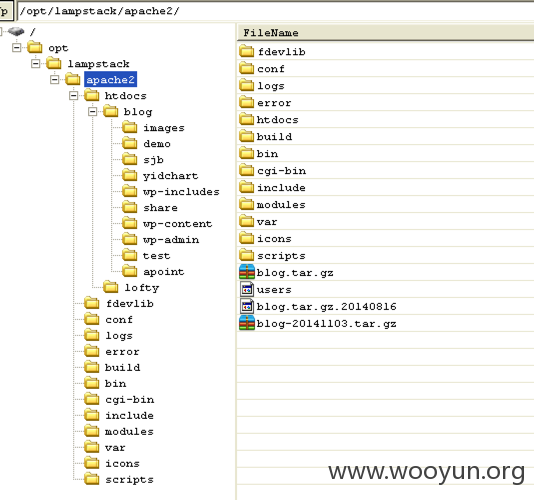 /opt/lampstack/apache2/
/
opt
lampstack
apache2
htdocs
blog
images
demo
sjb
yidchart
wp-includes
share
wp-content
wp-admin
test
apoint
lofty
fdevlib
conf
logs
error
build
bin
cgi-bin
include
modules
var
icons
scripts
FileName
fdevlib
conf
logs
error
htdocs
build
bin
cgi-bin
include
modules
var
icons
scripts
blog.tar.gz
users
blog.tar.gz.20140816
blog-20141103.tar.gz
www.wooyun.org